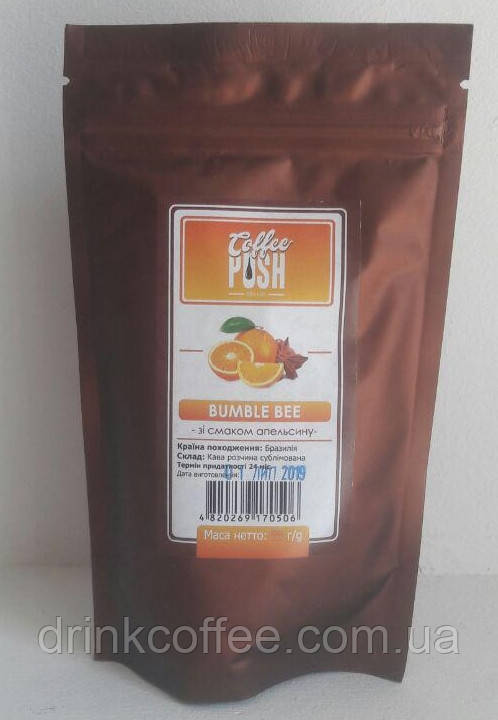 Coffee
PUSH
BUMBLE BEE
- зі смаком апельсину-
Країна походження: Бразилія
Склад: Кава розчина сублімована
Термін придатності 24 міс.
Дата виготовлення:
ЛИП 2019
4 820269 170506
Маса нетто: г/g
drinkcoffee.com.ua